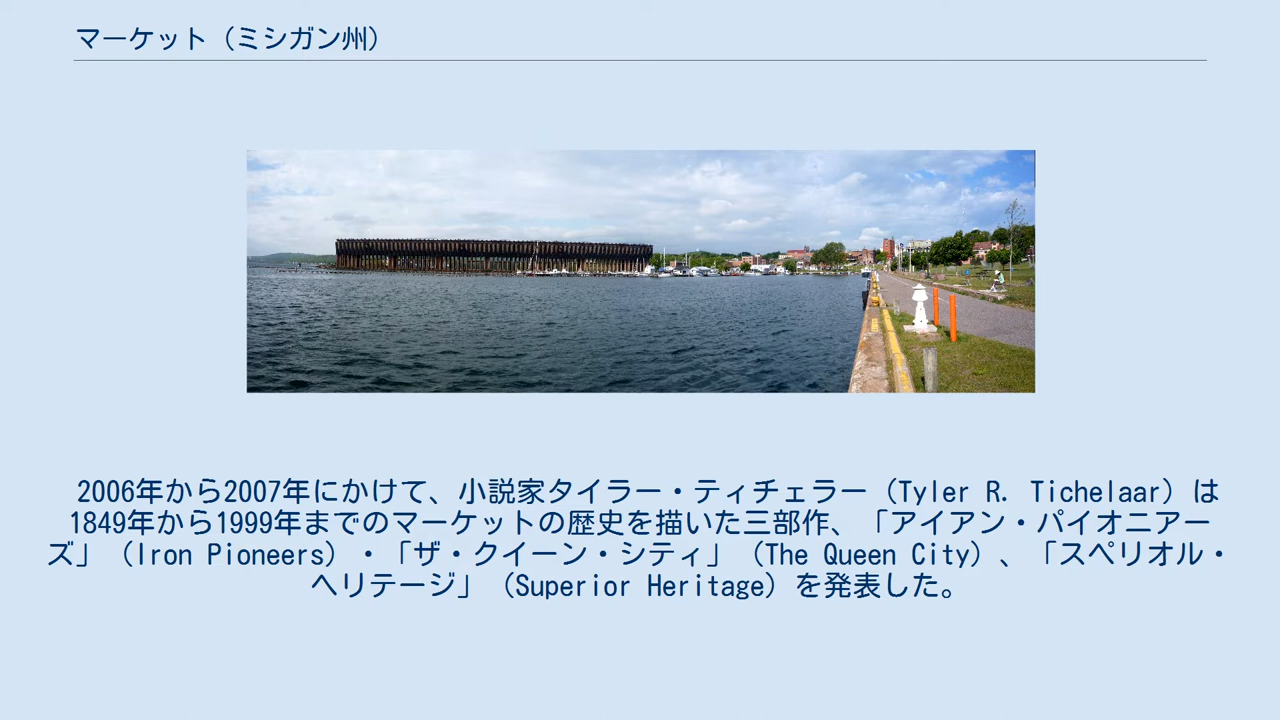 マーケット（ミシガン州）
2006年から2007年にかけて、小説家タイラー・ティチェラー（Tyler R. Tichelaar）は
1849年から1999年までのマーケットの歴史を描いた三部作、「アイアン・パイオニアー
ズ」（Iron Pioneers）・「ザ・クイーン・シティ」（The Queen City）、「スペリオル・
ヘリテージ」（Superior Heritage）を発表した。